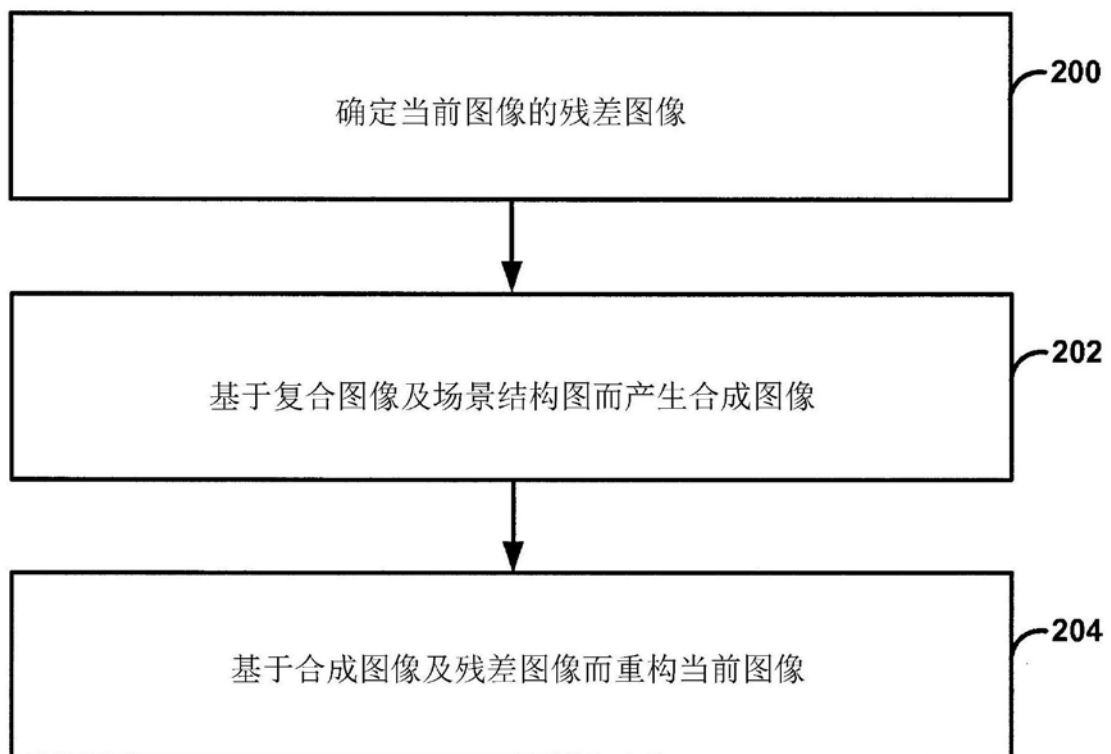 确定当前图像的残差图像
200
基于复合图像及场景结构图而产生合成图像
202
基于合成图像及残差图像而重构当前图像
204